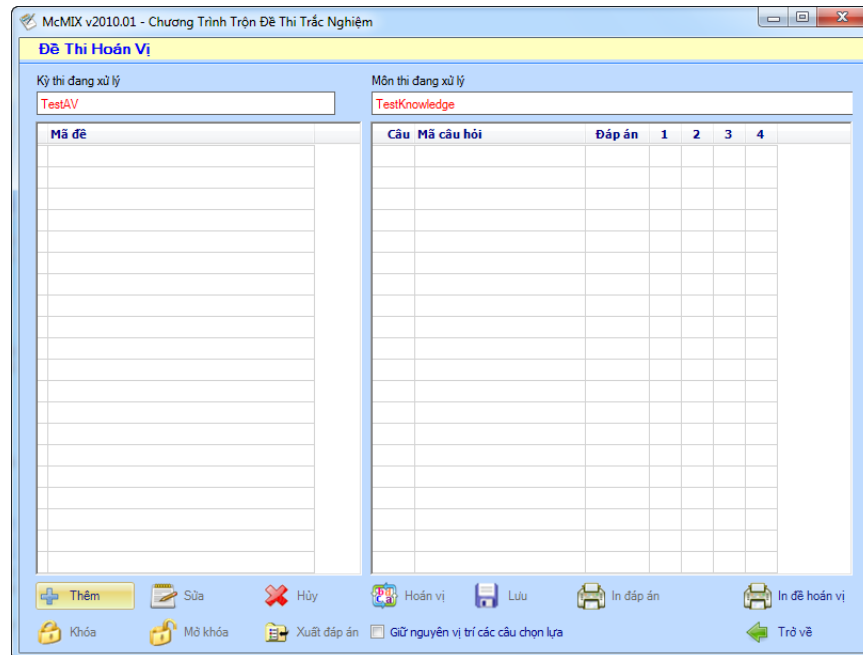 McMIX v2010.01 - Chương Trình Trộn Đề Thi Trắc Nghiệm
Đề Thi Hoán Vị
Kỳ thi đang xử lý Môn thi đang xử lý
TestAV TestKnowledge
Mã đề Câu Mã câu hỏi Đáp án 1 2 3 4
Thêm Sửa Hủy Hoán vị Lưu In đáp án In đề hoán vị
Khóa Mở khóa Xuất đáp án Giữ nguyên vị trí các câu chọn lựa Trở về